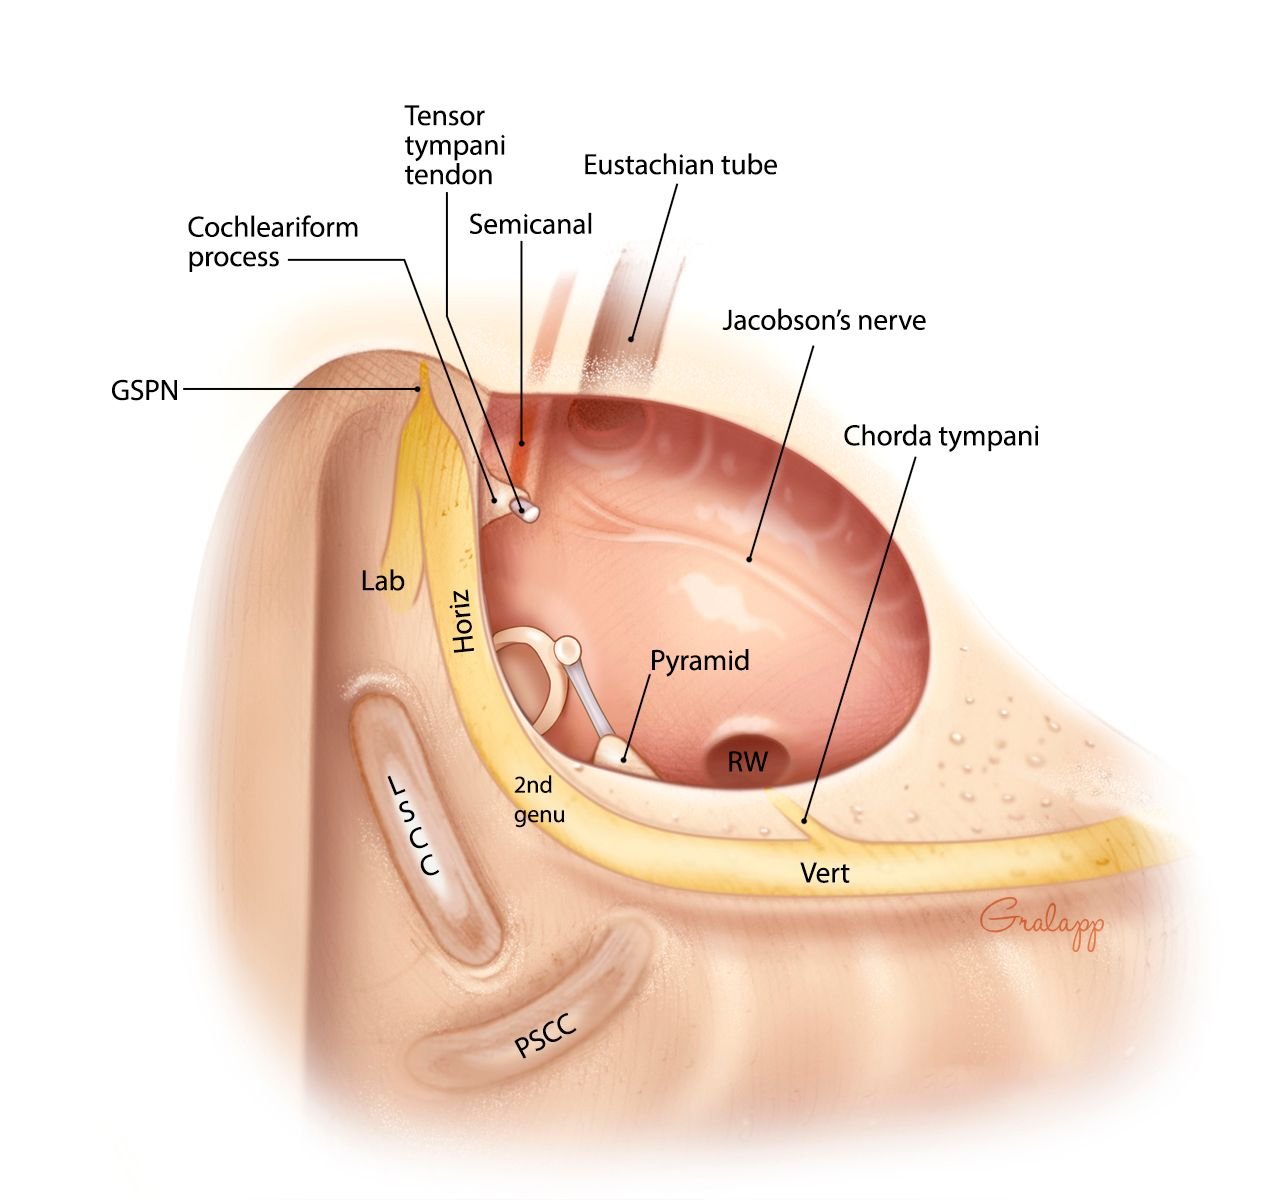 Tensor
tympani
tendon
Eustachian tube
Cochleariform
process
Semicanal
Jacobson's nerve
GSPN
Chorda tympani
Lab
Horiz
Pyramid
RW
2nd
genu
LSCC
Vert
Gralapp
PSCC